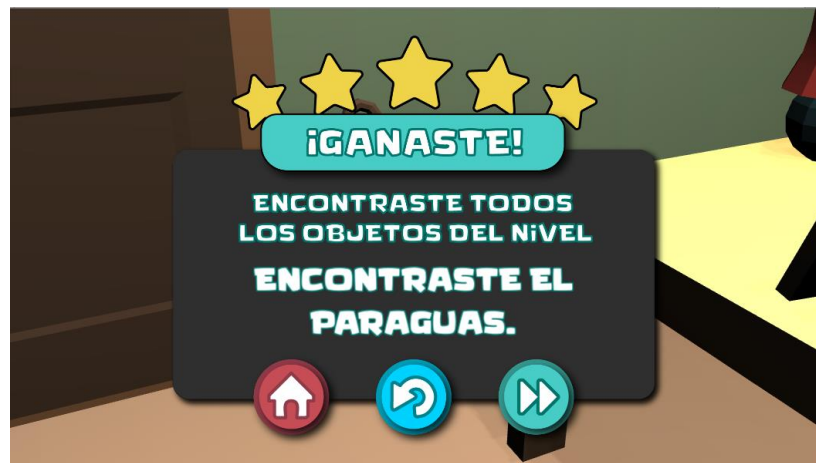 ¡GANASTE!
ENCONTRASTE TODOS
LOS OBJETOS DEL NIVEL
ENCONTRASTE EL
PARAGUAS.